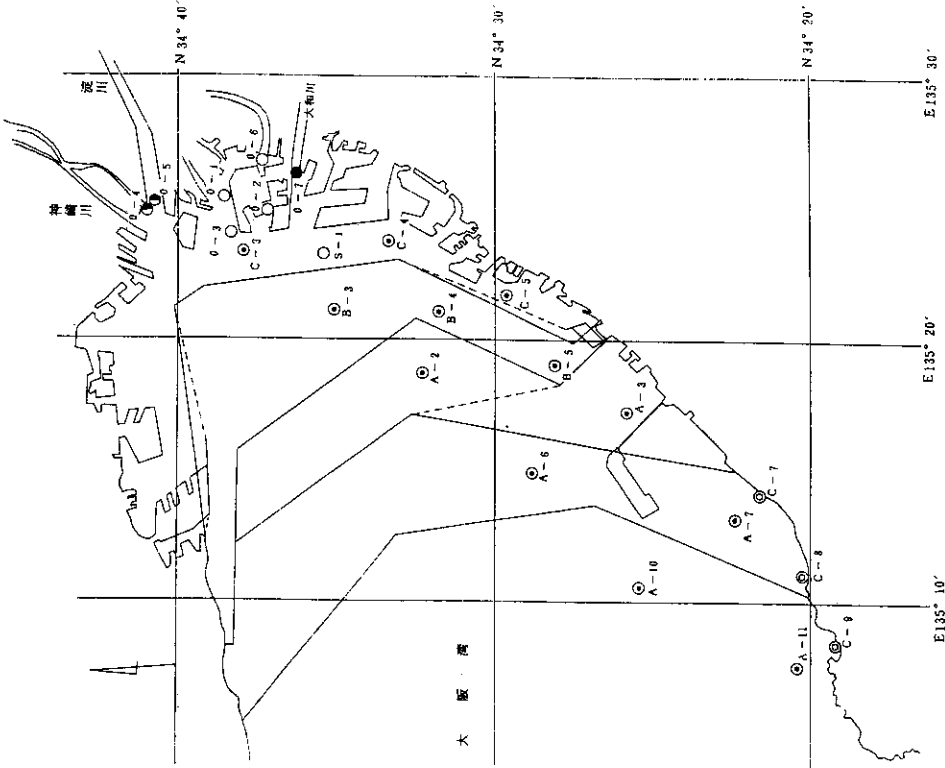 N 34° 40′
N 34° 30′
N 34° 20′
E 135° 30′
E 135° 20′
E 135° 10′
淀川
神崎川
大和川
大阪湾
O-4
O-5
O-1
O-6
O-2
O-3
O-7
C-3
S-1
C-4
B-3
B-4
C-5
A-2
B-5
A-3
A-6
C-7
A-7
C-8
A-10
A-11
C-9